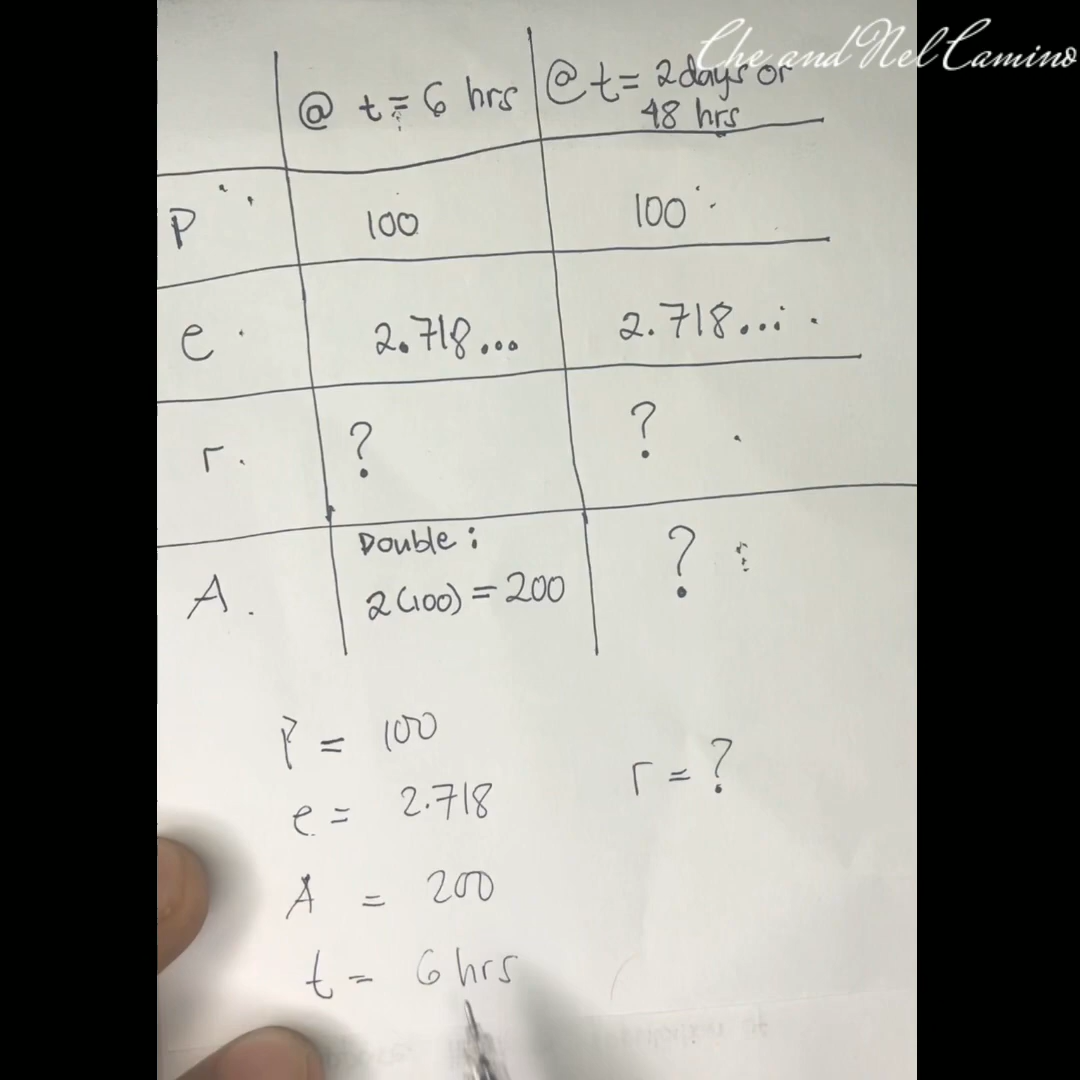 Che and Nel Camino
@ t = 6 hrs @ t = 2 days or
48 hrs
P 100 100
e 2.718... 2.718...
r. ? ?
A. Double: ?
2(100) = 200
P = 100
e = 2.718 r = ?
A = 200
t = 6 hrs